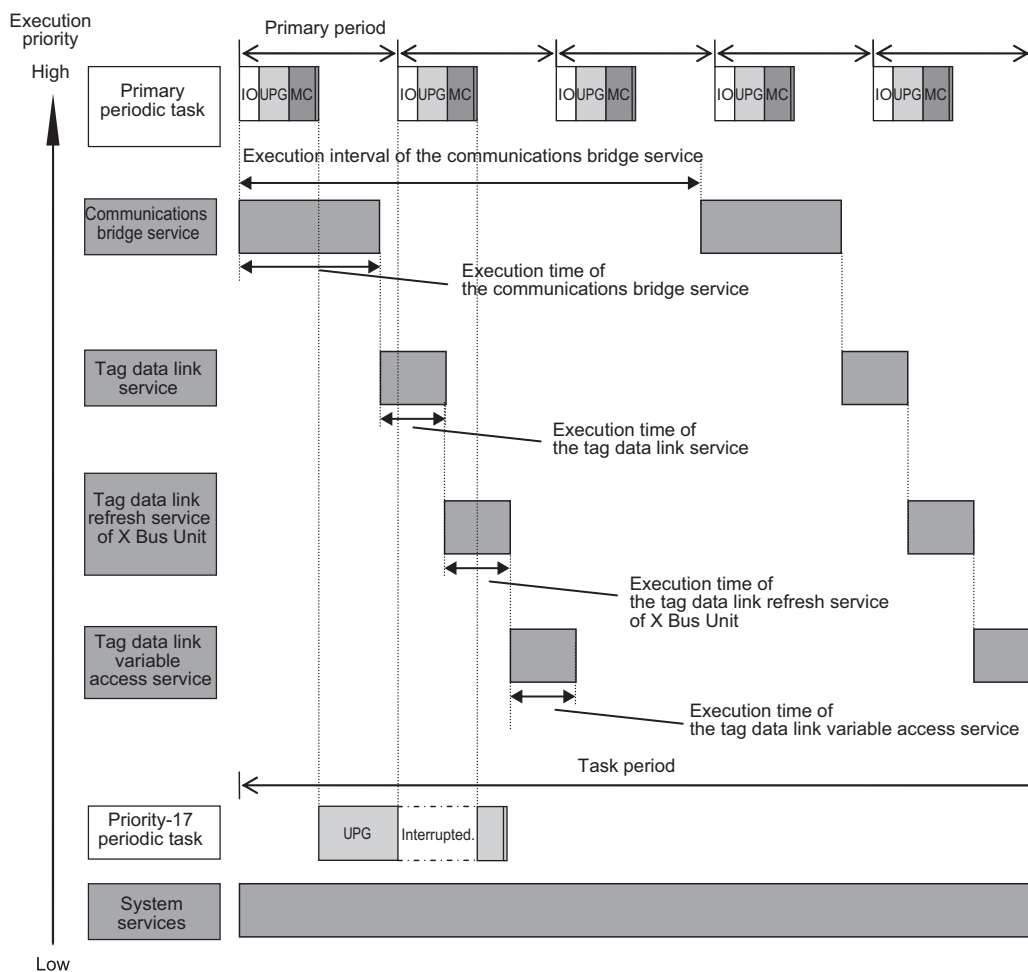 Execution
priority
High
Primary period
Primary
periodic task
IO UPG MC
IO UPG MC
IO UPG MC
IO UPG MC
IO UPG MC
Execution interval of the communications bridge service
Communications
bridge service
Execution time of
the communications bridge service
Tag data link
service
Execution time of
the tag data link service
Tag data link
refresh service
of X Bus Unit
Execution time of
the tag data link refresh service
of X Bus Unit
Tag data link
variable
access service
Execution time of
the tag data link variable access service
Task period
Priority-17
periodic task
UPG
Interrupted.
System
services
Low